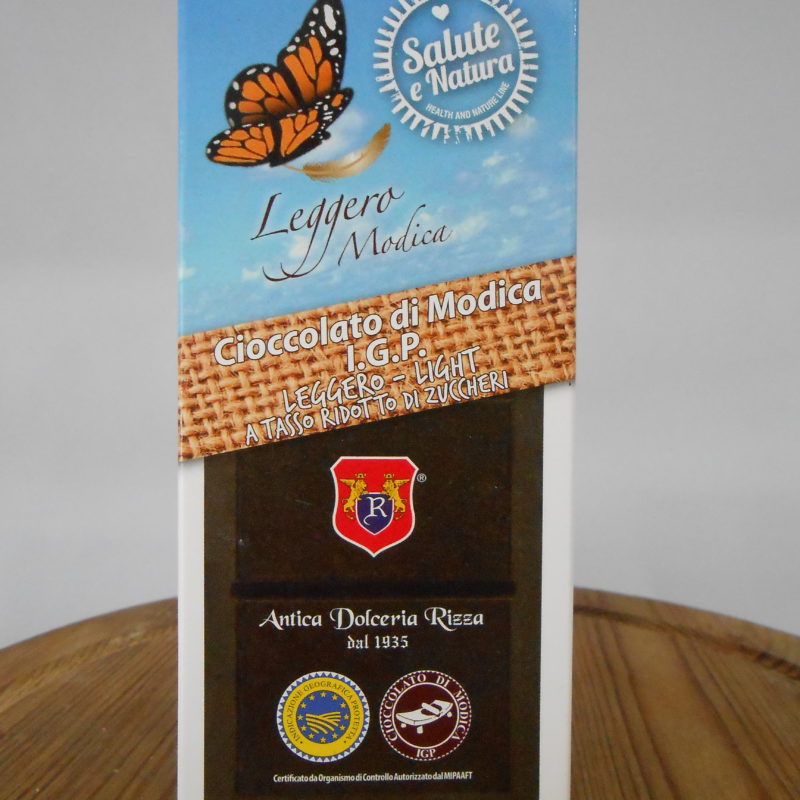 Salute
e Natura
HEALTH AND NATURE LINE
Leggero
Modica
Cioccolato di Modica
I.G.P.
LEGGERO - LIGHT
A TASSO RIDOTTO DI ZUCCHERI
R
®
Antica Dolceria Rizza
dal 1935
INDICAZIONE GEOGRAFICA PROTETTA
CIOCCOLATO DI MODICA
IGP
Certificato da Organismo di Controllo Autorizzato dal MIPAAFT